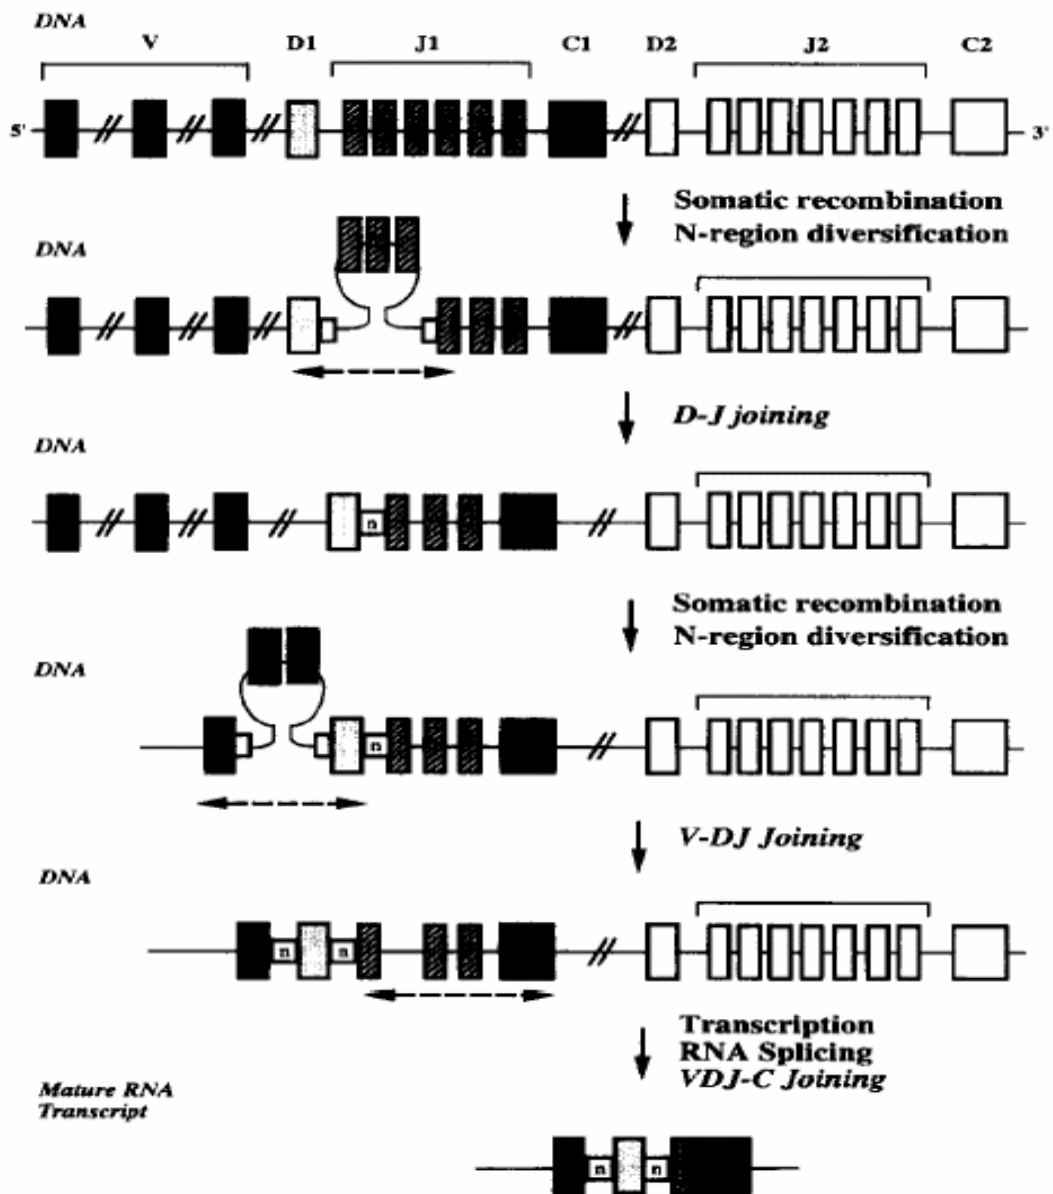 DNA
V D1 J1 C1 D2 J2 C2
5' 3'
Somatic recombination
N-region diversification
DNA
D-J joining
DNA
n
Somatic recombination
N-region diversification
DNA
n
V-DJ Joining
DNA
n n
Transcription
RNA Splicing
VDJ-C Joining
Mature RNA
Transcript
n n